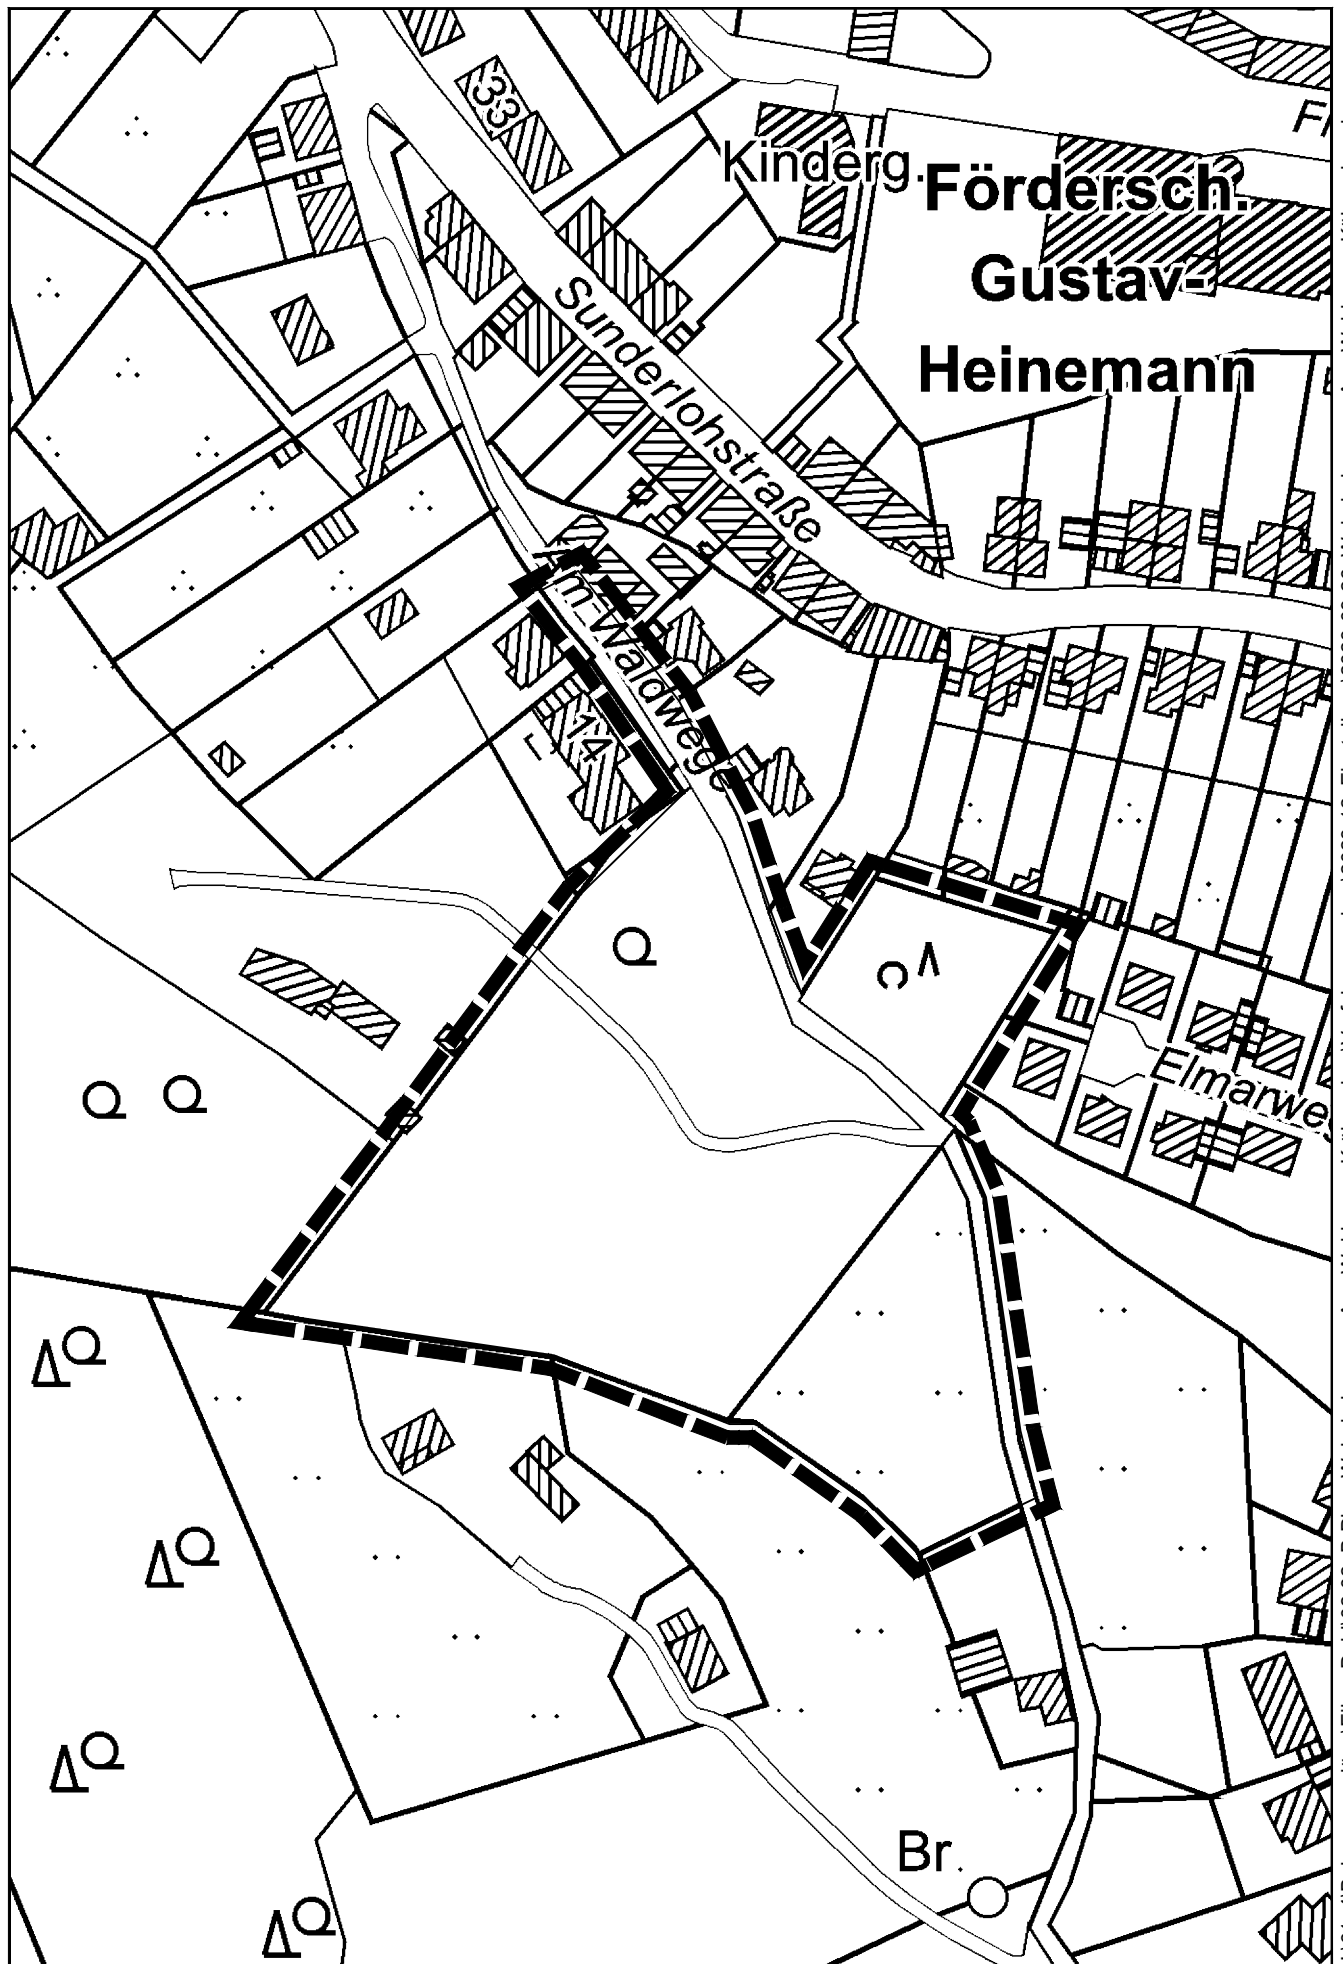 33
Kinderg.
Fördersch.
Gustav-
Heinemann
Sunderlohstraße
Am Waldwege
14
Elmarweg
Br.